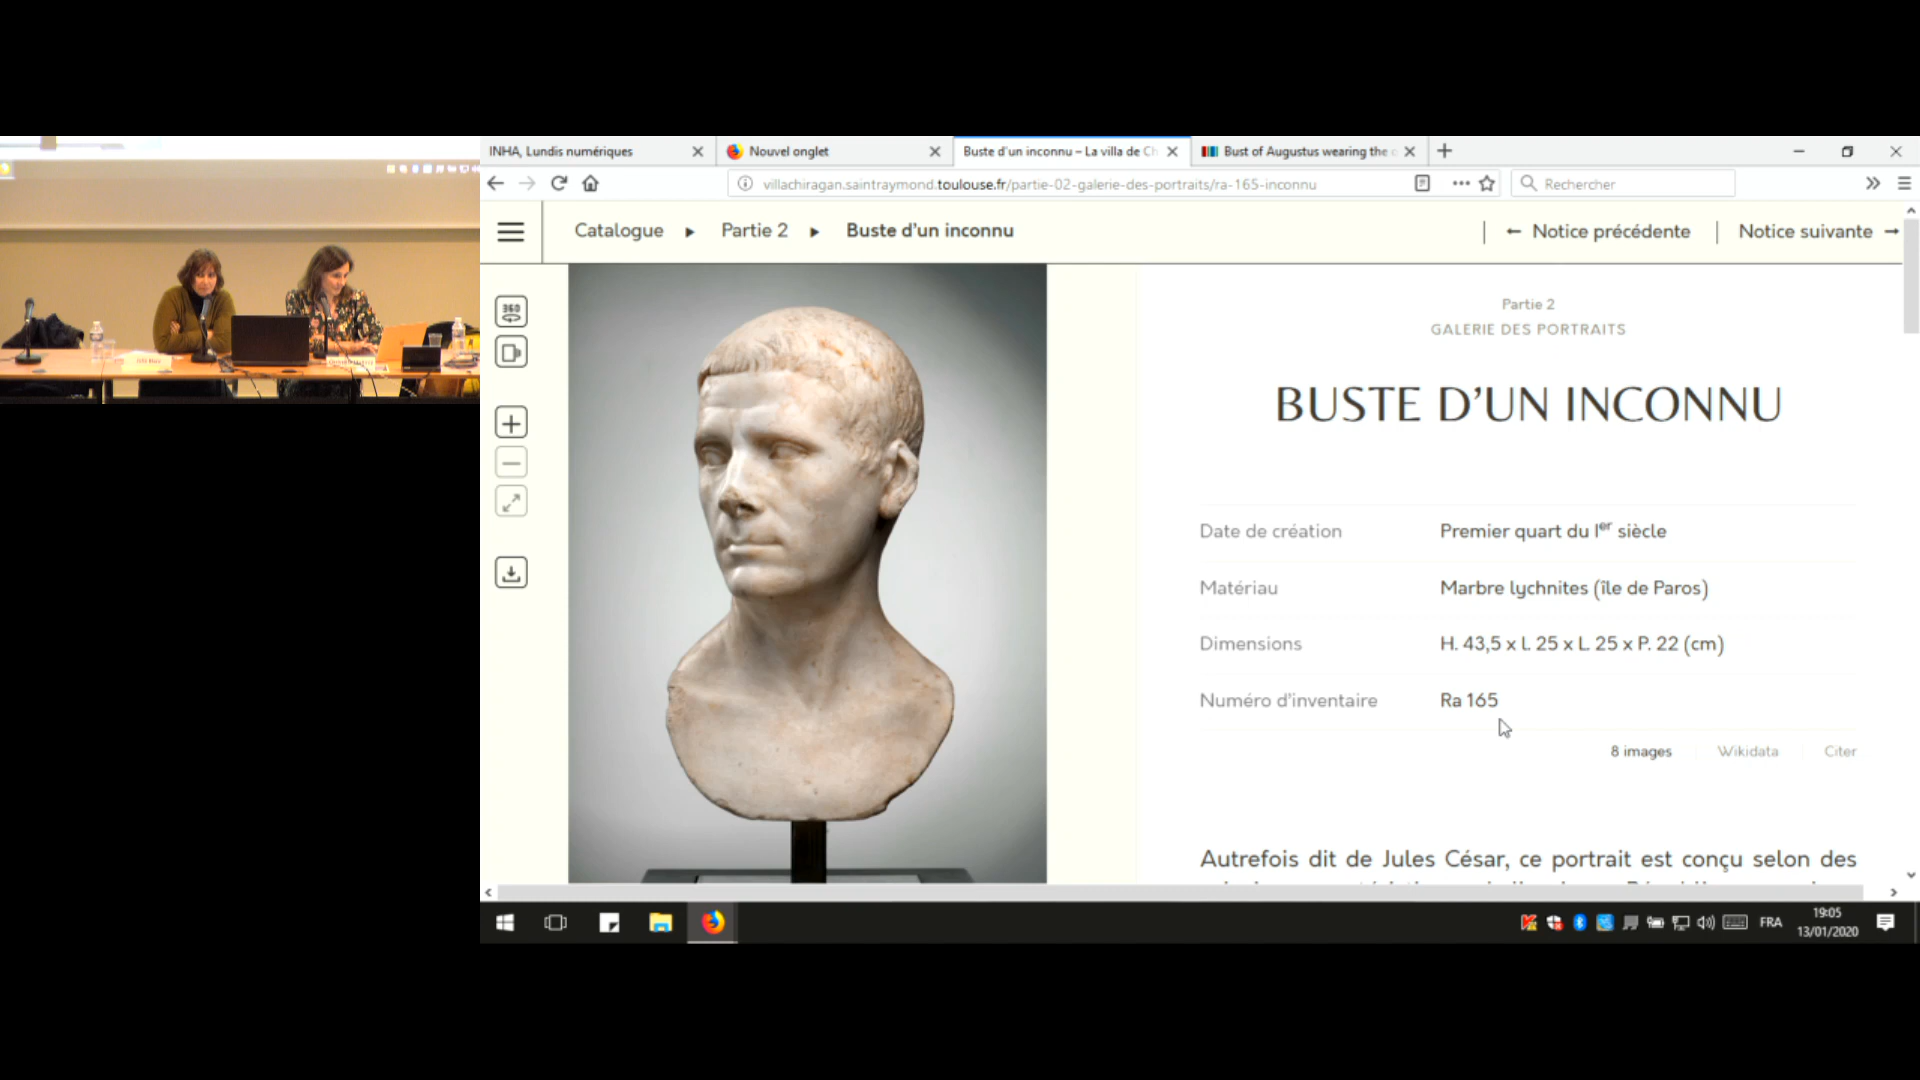 INHA, Lundis numériques
Nouvel onglet
Buste d'un inconnu – La villa de Ch
Bust of Augustus wearing the
villachiragan.saintraymond.toulouse.fr/partie-02-galerie-des-portraits/ra-165-inconnu
Rechercher
Catalogue ▸ Partie 2 ▸ Buste d'un inconnu
← Notice précédente
Notice suivante →
360
Partie 2
GALERIE DES PORTRAITS
BUSTE D'UN INCONNU
Date de création Premier quart du Ier siècle
Matériau Marbre lychnites (île de Paros)
Dimensions H. 43,5 x l. 25 x L. 25 x P. 22 (cm)
Numéro d'inventaire Ra 165
8 images Wikidata Citer
Autrefois dit de Jules César, ce portrait est conçu selon des
FRA
19:05
13/01/2020